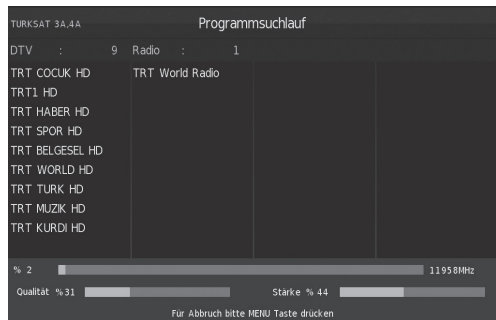 TURKSAT 3A,4A Programmsuchlauf
DTV : 9 Radio : 1
TRT COCUK HD TRT World Radio
TRT1 HD
TRT HABER HD
TRT SPOR HD
TRT BELGESEL HD
TRT WORLD HD
TRT TURK HD
TRT MUZIK HD
TRT KURDI HD
% 2 11958MHz
Qualität %31 Stärke % 44
Für Abbruch bitte MENU Taste drücken